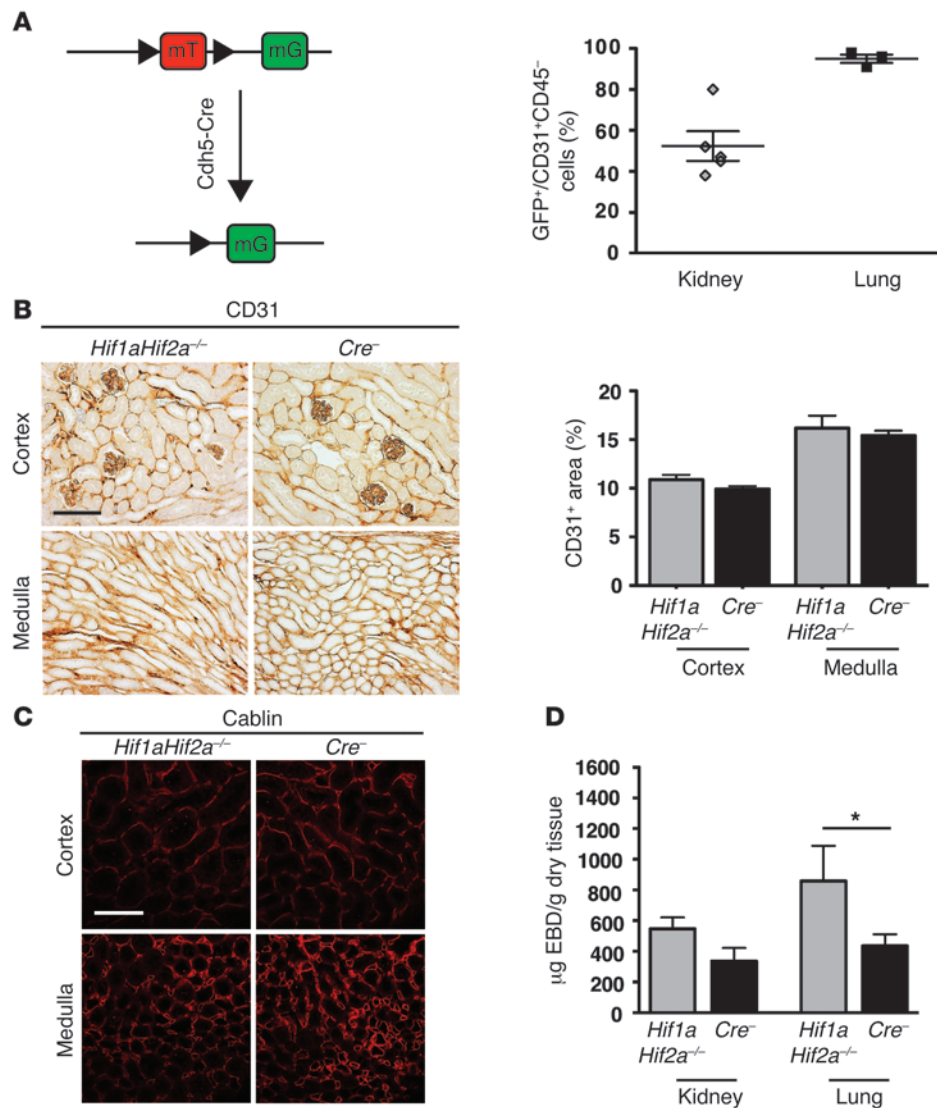 A
mT
mG
Cdh5-Cre
mG
GFP⁺/CD31⁺CD45⁻
cells (%)
100
80
60
40
20
0
Kidney
Lung
B
CD31
Hif1aHif2a⁻/⁻
Cre⁻
Cortex
Medulla
CD31⁺ area (%)
20
15
10
5
0
Hif1a
Hif2a⁻/⁻
Cre⁻
Hif1a
Hif2a⁻/⁻
Cre⁻
Cortex
Medulla
C
Cablin
Hif1aHif2a⁻/⁻
Cre⁻
Cortex
Medulla
D
µg EBD/g dry tissue
1600
1400
1200
1000
800
600
400
200
0
*
Hif1a
Hif2a⁻/⁻
Cre⁻
Hif1a
Hif2a⁻/⁻
Cre⁻
Kidney
Lung